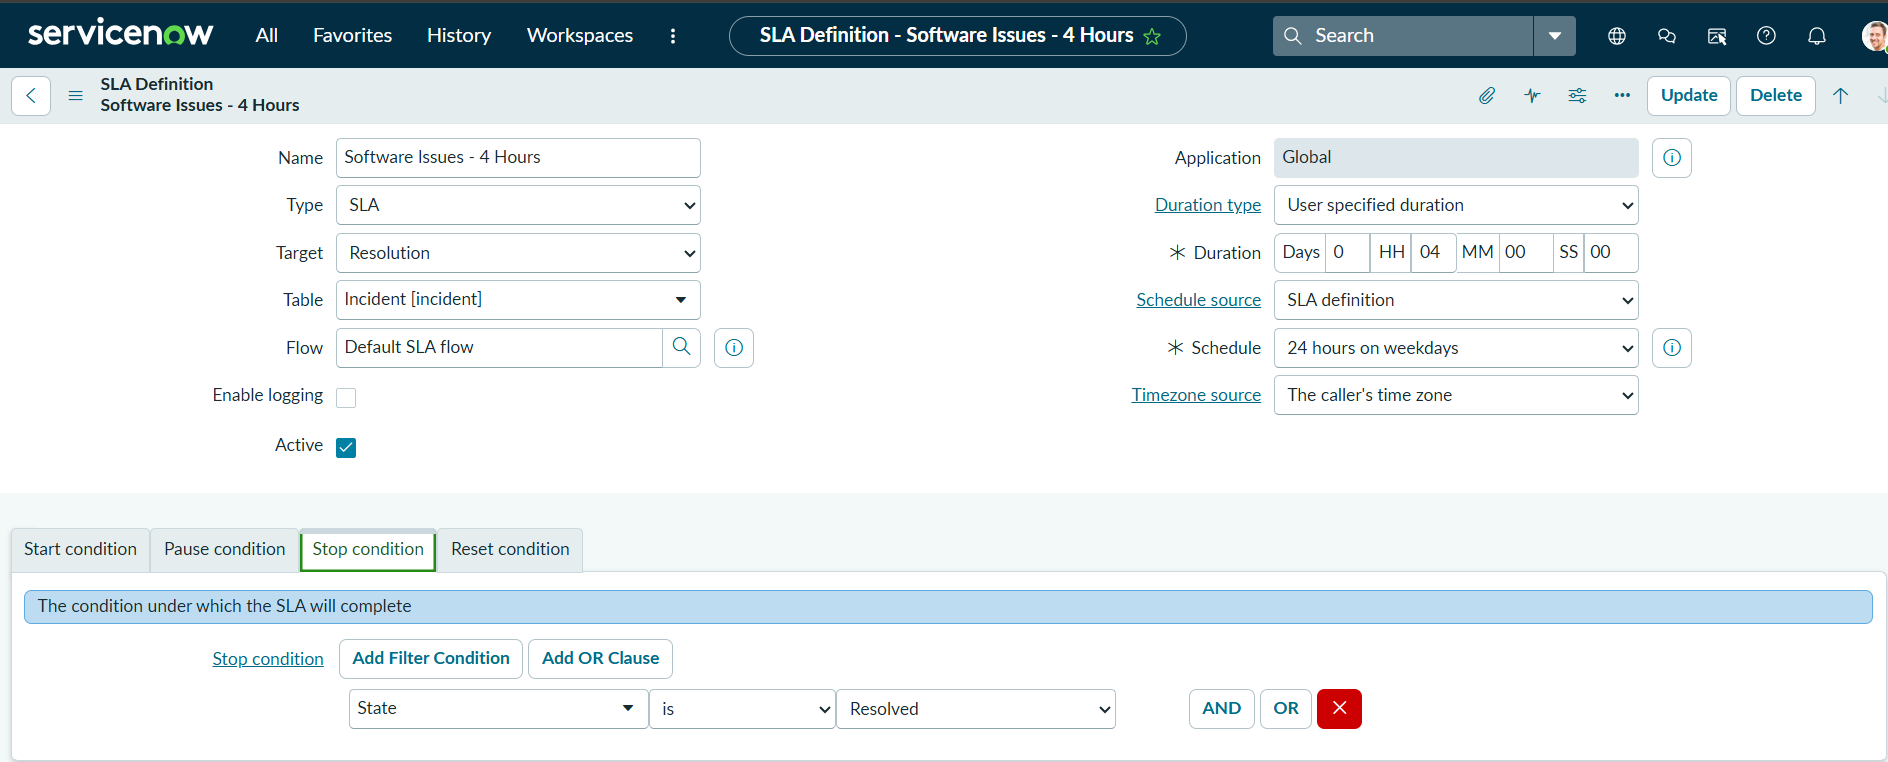 servicenow All Favorites History Workspaces SLA Definition - Software Issues - 4 Hours Search
SLA Definition
Software Issues - 4 Hours
Update Delete
Name Software Issues - 4 Hours
Application Global
Type SLA
Duration type User specified duration
Target Resolution
* Duration Days 0 HH 04 MM 00 SS 00
Table Incident [incident]
Schedule source SLA definition
Flow Default SLA flow
* Schedule 24 hours on weekdays
Enable logging
Timezone source The caller's time zone
Active
Start condition Pause condition Stop condition Reset condition
The condition under which the SLA will complete
Stop condition Add Filter Condition Add OR Clause
State is Resolved AND OR